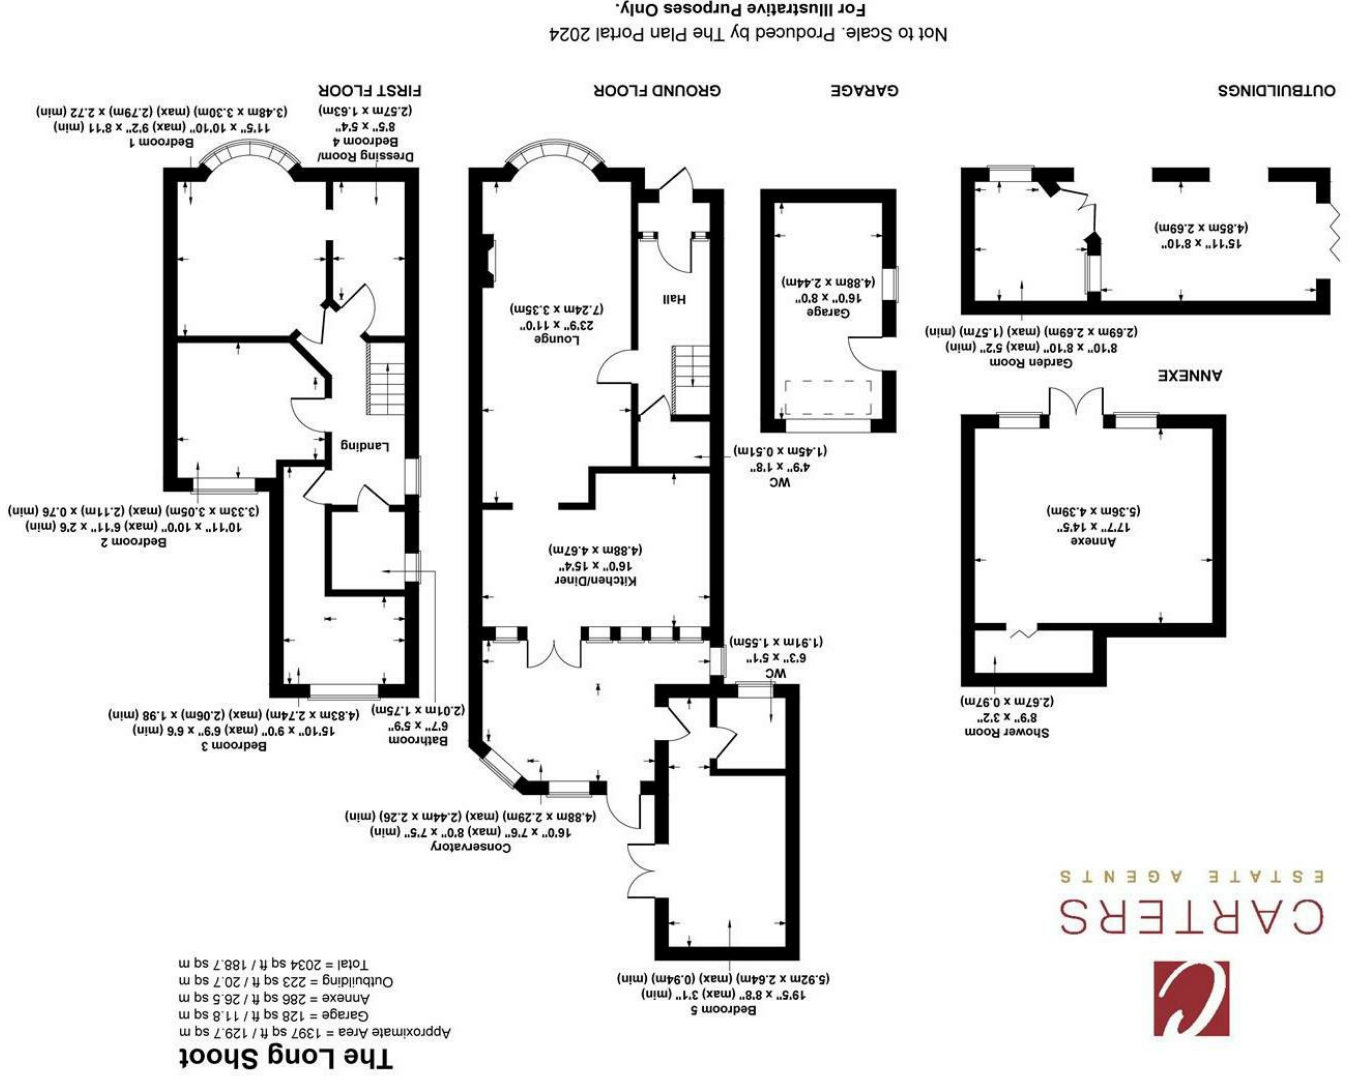 CARTERS
ESTATE AGENTS
The Long Shoot
Approximate Area = 1397 sq ft / 129.7 sq m
Garage = 128 sq ft / 11.8 sq m
Annexe = 286 sq ft / 26.5 sq m
Outbuilding = 223 sq ft / 20.7 sq m
Total = 2034 sq ft / 188.7 sq m
Bedroom 5
19'5" x 8'8" (max) 3'1" (min)
(5.92m x 2.64m) (max) (0.94m) (min)
Conservatory
16'0" x 7'6" (max) 8'0" x 7'5" (min)
(4.88m x 2.29m) (max) (2.44m x 2.26) (min)
Shower Room
8'9" x 3'2"
(2.67m x 0.97m)
WC
6'3" x 5'1"
(1.91m x 1.55m)
Bathroom
6'7" x 5'9"
(2.01m x 1.75m)
Bedroom 3
15'10" x 9'0" (max) 6'9" x 6'6 (min)
(4.83m x 2.74m) (max) (2.06m) x 1.98 (min)
Annexe
17'7" x 14'5"
(5.36m x 4.39m)
Kitchen/Diner
16'0" x 15'4"
(4.88m x 4.67m)
Bedroom 2
10'11" x 10'0" (max) 6'11" x 2'6 (min)
(3.33m x 3.05m) (max) (2.11m) x 0.76 (min)
WC
4'9" x 1'8"
(1.45m x 0.51m)
Landing
ANNEXE
Garden Room
8'10" x 8'10" (max) 5'2" (min)
(2.69m x 2.69m) (max) (1.57m) (min)
Garage
16'0" x 8'0"
(4.88m x 2.44m)
Hall
Lounge
23'9" x 11'0"
(7.24m x 3.35m)
15'11" x 8'10"
(4.85m x 2.69m)
Dressing Room/
Bedroom 4
8'5" x 5'4"
(2.57m x 1.63m)
Bedroom 1
11'5" x 10'10" (max) 9'2" x 8'11 (min)
(3.48m x 3.30m) (max) (2.79m) x 2.72 (min)
OUTBUILDINGS
GARAGE
GROUND FLOOR
FIRST FLOOR
Not to Scale. Produced by The Plan Portal 2024
For Illustrative Purposes Only.